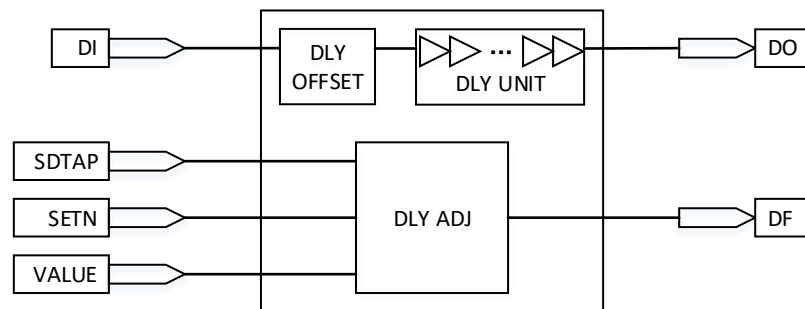 DI
DLY
OFFSET
...
DLY UNIT
DO
SDTAP
SETN
DLY ADJ
DF
VALUE